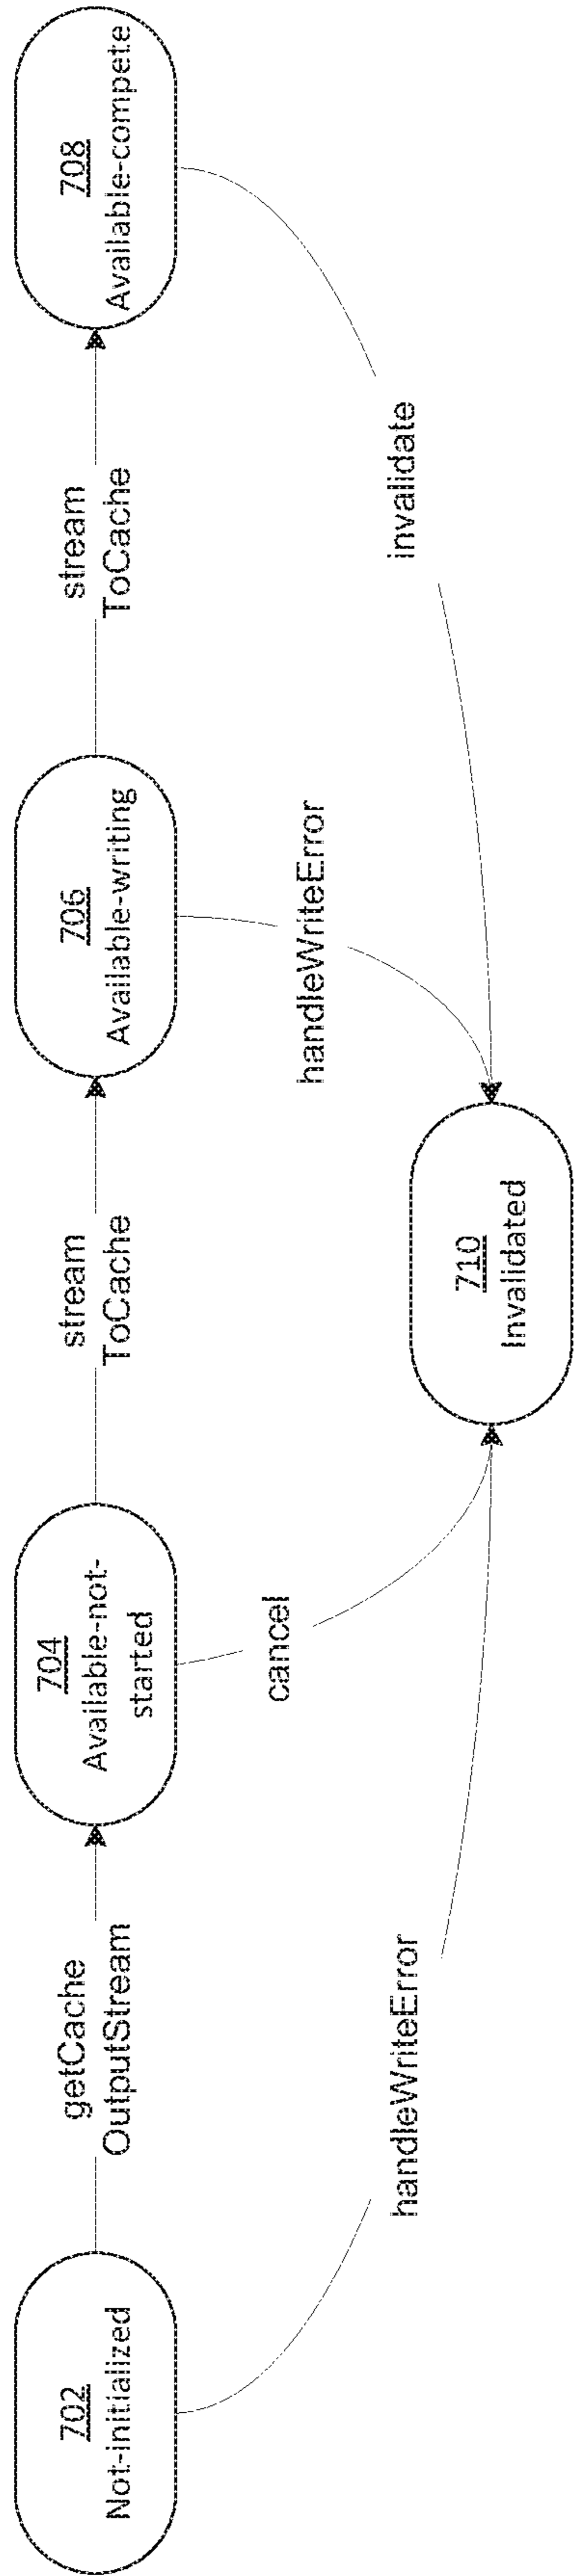 702
Not-initialized
getCache
OutputStream
704
Available-not-
started
stream
ToCache
706
Available-writing
stream
ToCache
708
Available-compete
handleWriteError
cancel
handleWriteError
invalidate
710
Invalidated